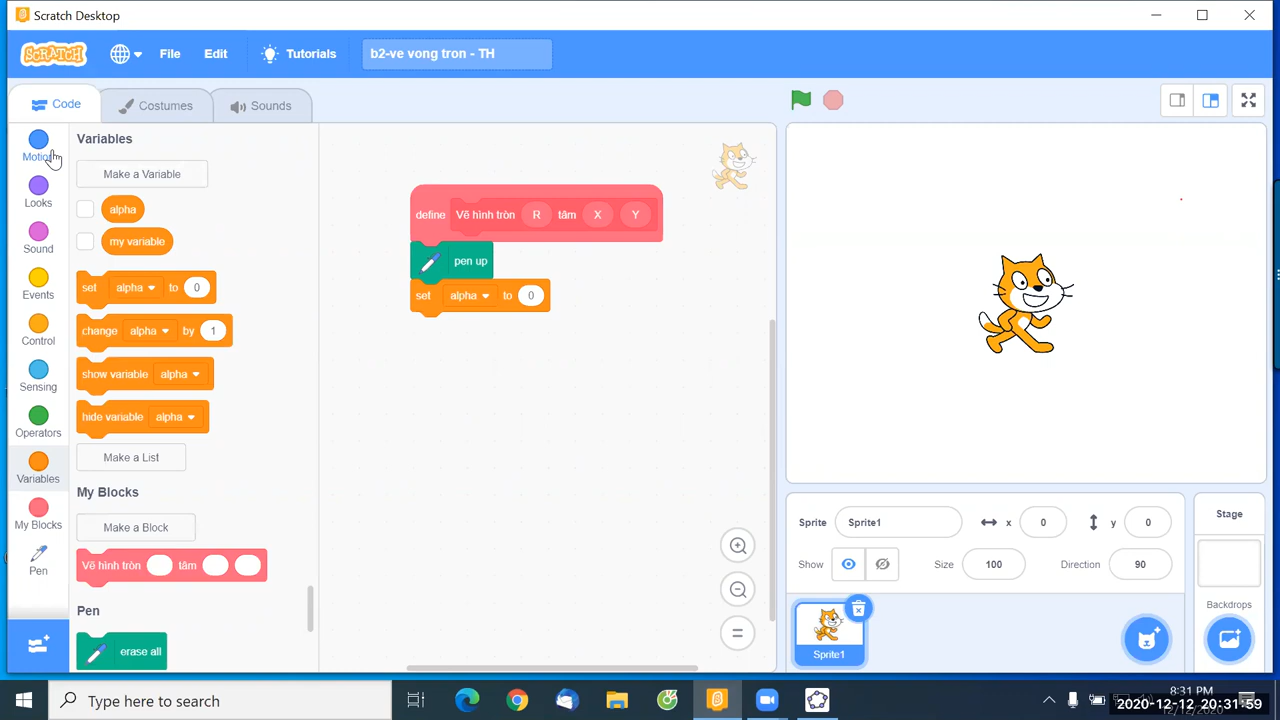 Scratch Desktop
SCRATCH File Edit Tutorials b2-ve vong tron - TH
Code Costumes Sounds
Motion
Looks
Sound
Events
Control
Sensing
Operators
Variables
My Blocks
Pen
Variables
Make a Variable
alpha
my variable
set alpha to 0
change alpha by 1
show variable alpha
hide variable alpha
Make a List
My Blocks
Make a Block
Vẽ hình tròn tâm
Pen
erase all
define Vẽ hình tròn R tâm X Y
pen up
set alpha to 0
Sprite Sprite1 x 0 y 0
Show Size 100 Direction 90
Sprite1
Stage
Backdrops
Type here to search
8:31 PM
2020-12-12 20:31:59